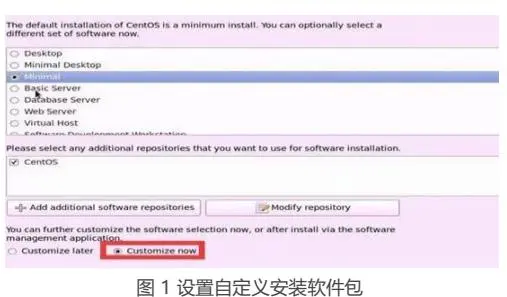 The default installation of CentOS is a minimum install. You can optionally select a
different set of software now.
Desktop
Minimal Desktop
Minimal
Basic Server
Database Server
Web Server
Virtual Host
Software Development Workstation
Please select any additional repositories that you want to use for software installation.
CentOS
Add additional software repositories
Modify repository
You can further customize the software selection now, or after install via the software
management application.
Customize later
Customize now
图 1 设置自定义安装软件包